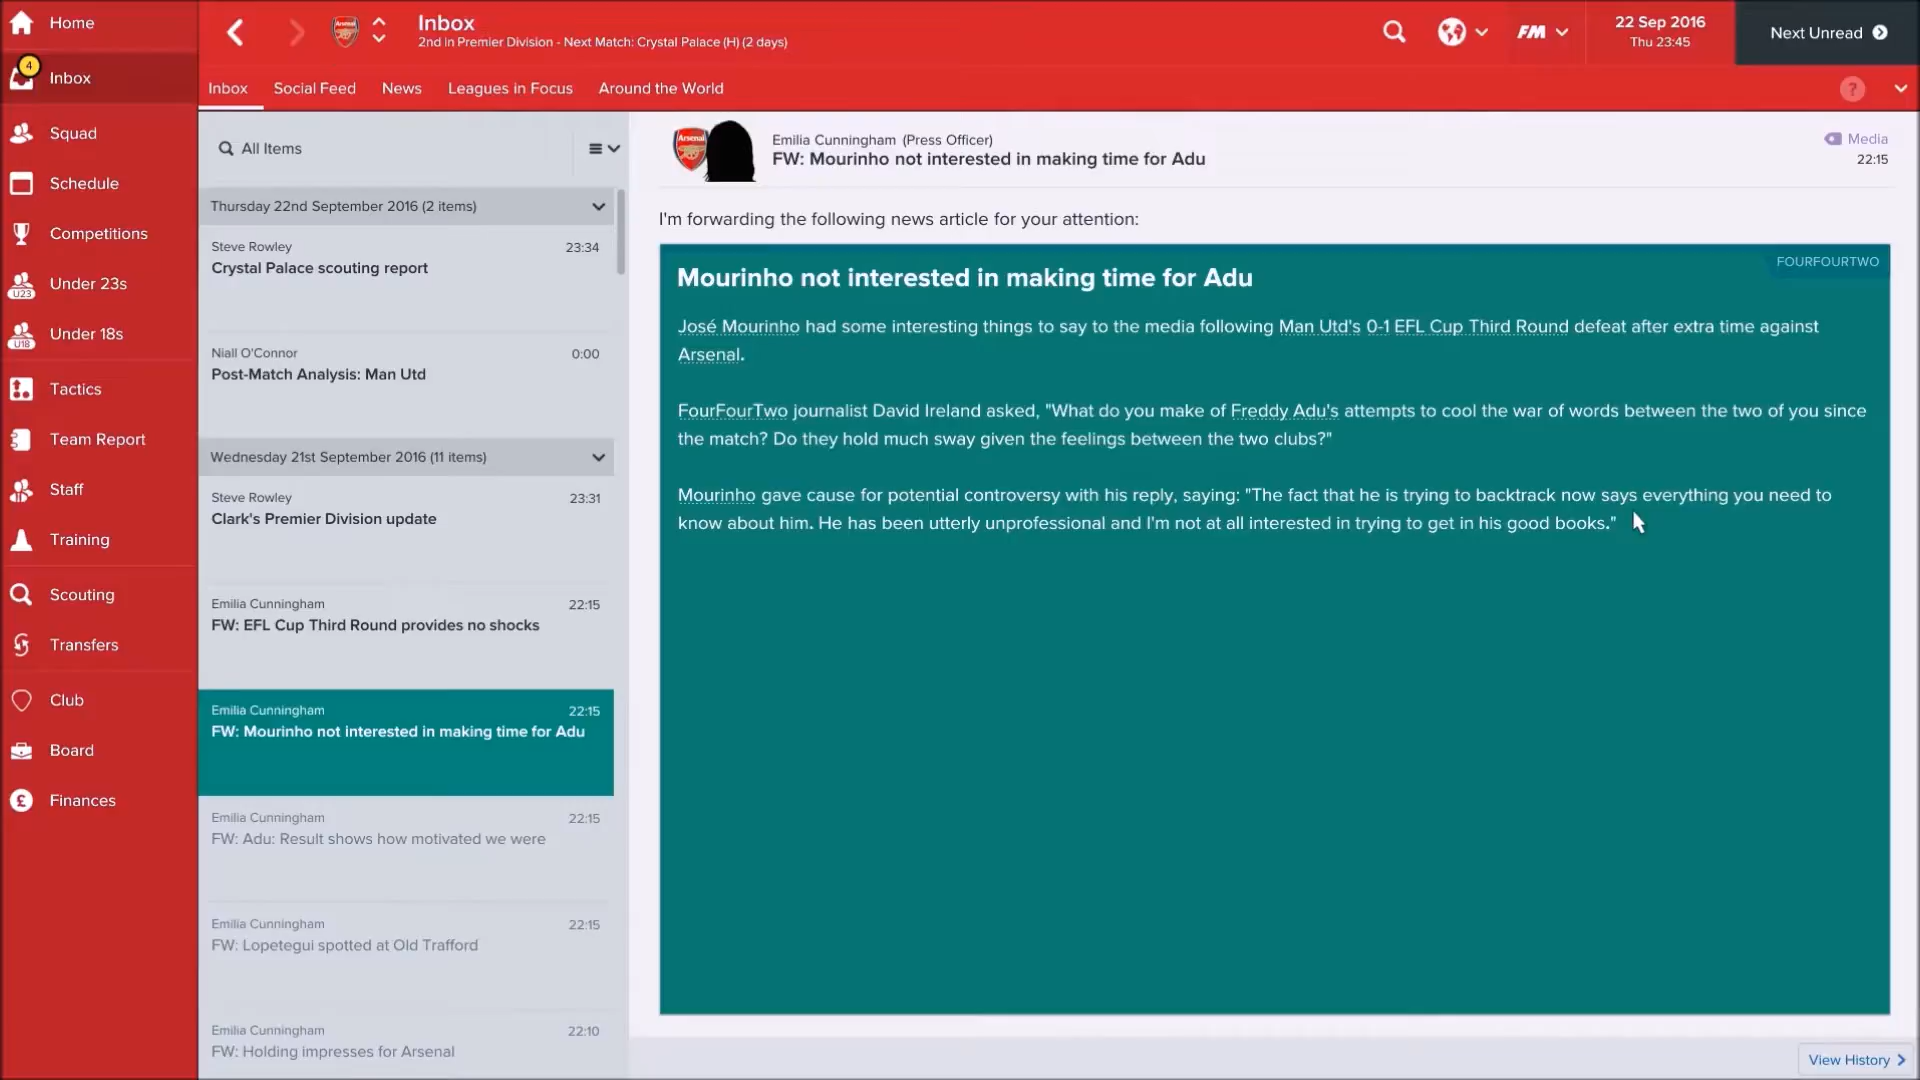 Home
4
Inbox
Squad
Schedule
Competitions
U23
Under 23s
U18
Under 18s
Tactics
Team Report
Staff
Training
Scouting
Transfers
Club
Board
£
Finances
Arsenal
Inbox
2nd in Premier Division - Next Match: Crystal Palace (H) (2 days)
FM
22 Sep 2016
Thu 23:45
Next Unread
Inbox
Social Feed
News
Leagues in Focus
Around the World
?
All Items
Thursday 22nd September 2016 (2 items)
Steve Rowley
23:34
Crystal Palace scouting report
Niall O'Connor
0:00
Post-Match Analysis: Man Utd
Wednesday 21st September 2016 (11 items)
Steve Rowley
23:31
Clark's Premier Division update
Emilia Cunningham
22:15
FW: EFL Cup Third Round provides no shocks
Emilia Cunningham
22:15
FW: Mourinho not interested in making time for Adu
Emilia Cunningham
22:15
FW: Adu: Result shows how motivated we were
Emilia Cunningham
22:15
FW: Lopetegui spotted at Old Trafford
Emilia Cunningham
22:10
FW: Holding impresses for Arsenal
Arsenal
Emilia Cunningham (Press Officer)
FW: Mourinho not interested in making time for Adu
Media
22:15
I'm forwarding the following news article for your attention:
FOURFOURTWO
Mourinho not interested in making time for Adu
José Mourinho had some interesting things to say to the media following Man Utd's 0-1 EFL Cup Third Round defeat after extra time against
Arsenal.
FourFourTwo journalist David Ireland asked, "What do you make of Freddy Adu's attempts to cool the war of words between the two of you since
the match? Do they hold much sway given the feelings between the two clubs?"
Mourinho gave cause for potential controversy with his reply, saying: "The fact that he is trying to backtrack now says everything you need to
know about him. He has been utterly unprofessional and I'm not at all interested in trying to get in his good books."
View History